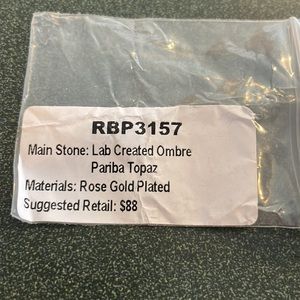 RBP3157
Main Stone: Lab Created Ombre
Pariba Topaz
Materials: Rose Gold Plated
Suggested Retail: $88